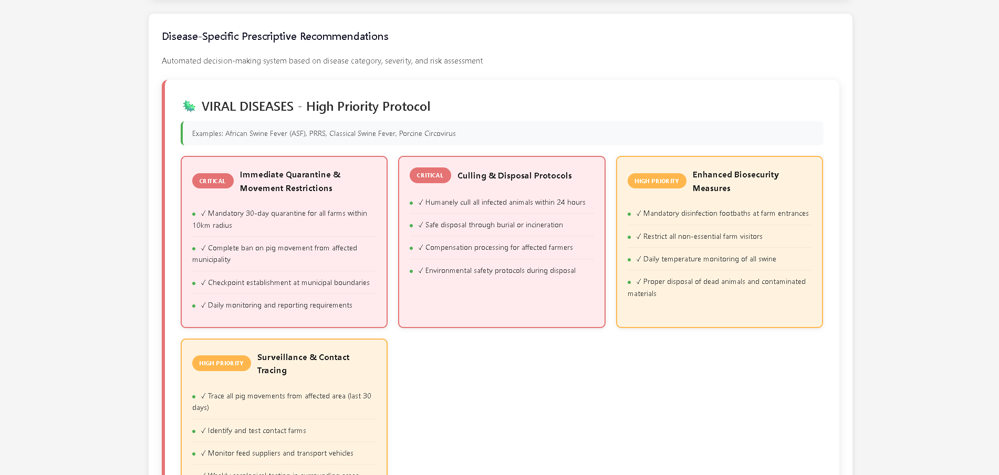 Disease-Specific Prescriptive Recommendations
Automated decision-making system based on disease category, severity, and risk assessment
VIRAL DISEASES - High Priority Protocol
Examples: African Swine Fever (ASF), PRRS, Classical Swine Fever, Porcine Circovirus
CRITICAL
Immediate Quarantine &
Movement Restrictions
✓ Mandatory 30-day quarantine for all farms within
10km radius
✓ Complete ban on pig movement from affected
municipality
✓ Checkpoint establishment at municipal boundaries
✓ Daily monitoring and reporting requirements
CRITICAL
Culling & Disposal Protocols
✓ Humanely cull all infected animals within 24 hours
✓ Safe disposal through burial or incineration
✓ Compensation processing for affected farmers
✓ Environmental safety protocols during disposal
HIGH PRIORITY
Enhanced Biosecurity
Measures
✓ Mandatory disinfection footbaths at farm entrances
✓ Restrict all non-essential farm visitors
✓ Daily temperature monitoring of all swine
✓ Proper disposal of dead animals and contaminated
materials
HIGH PRIORITY
Surveillance & Contact
Tracing
✓ Trace all pig movements from affected area (last 30
days)
✓ Identify and test contact farms
✓ Monitor feed suppliers and transport vehicles
✓ Weekly serological testing in surrounding areas